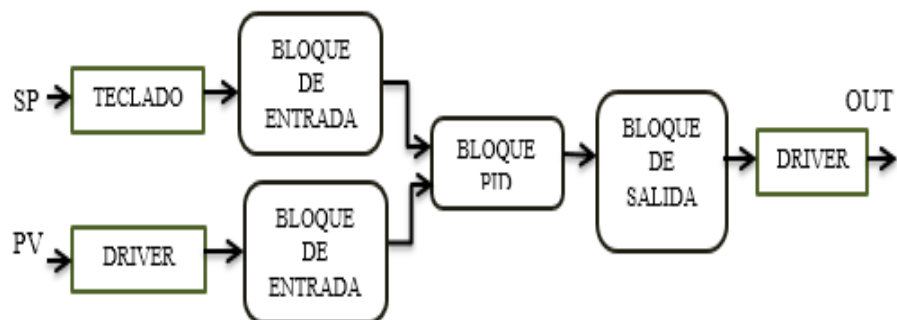 SP
TECLADO
BLOQUE
DE
ENTRADA
PV
DRIVER
BLOQUE
DE
ENTRADA
BLOQUE
PID
BLOQUE
DE
SALIDA
DRIVER
OUT